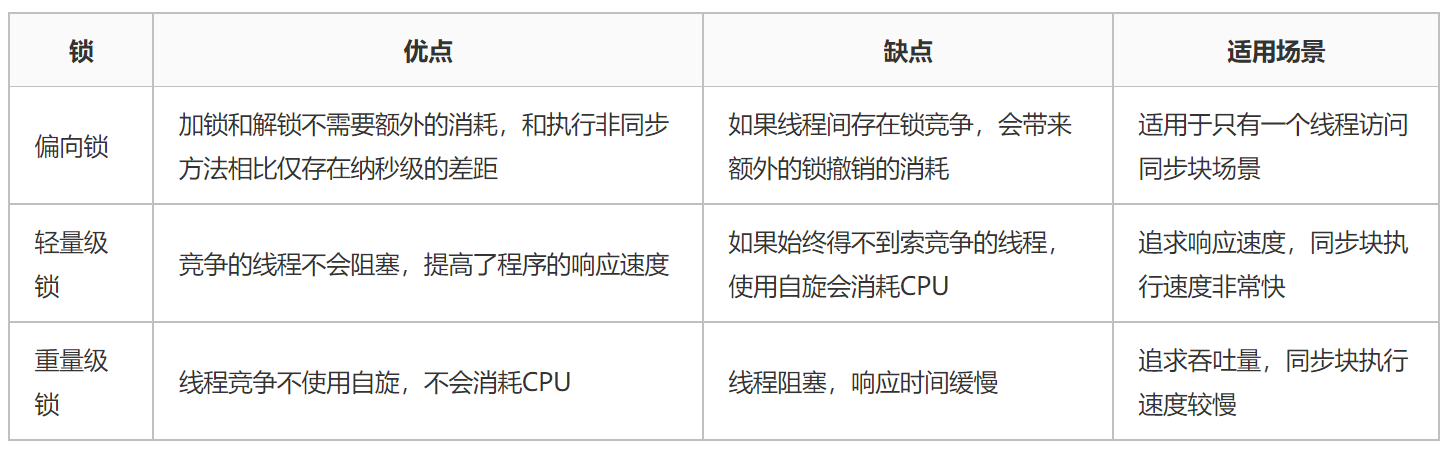 锁 优点 缺点 适用场景
偏向锁
加锁和解锁不需要额外的消耗，和执行非同步
方法相比仅存在纳秒级的差距
如果线程间存在锁竞争，会带来
额外的锁撤销的消耗
适用于只有一个线程访问
同步块场景
轻量级
锁
竞争的线程不会阻塞，提高了程序的响应速度
如果始终得不到索竞争的线程，
使用自旋会消耗CPU
追求响应速度，同步块执
行速度非常快
重量级
锁
线程竞争不使用自旋，不会消耗CPU
线程阻塞，响应时间缓慢
追求吞吐量，同步块执行
速度较慢